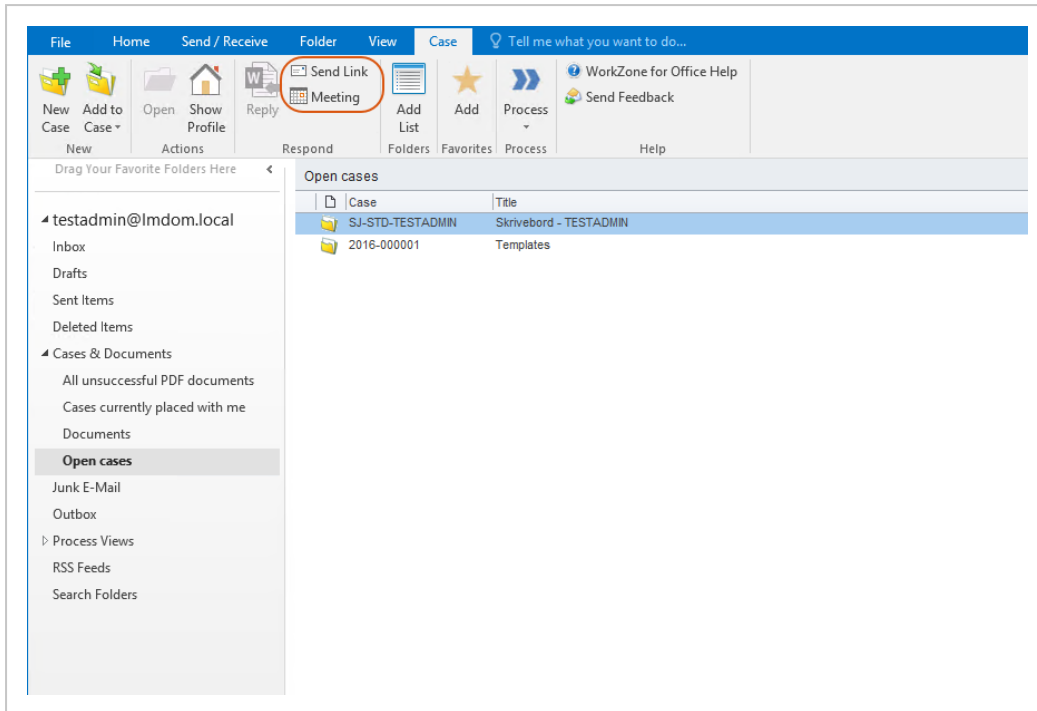 File Home Send / Receive Folder View Case Tell me what you want to do...
New Case
Add to Case
Open
Show Profile
Reply
Send Link
Meeting
Add List
Add
Process
WorkZone for Office Help
Send Feedback
New Actions Respond Folders Favorites Process Help
Drag Your Favorite Folders Here
testadmin@lmdom.local
Inbox
Drafts
Sent Items
Deleted Items
Cases & Documents
All unsuccessful PDF documents
Cases currently placed with me
Documents
Open cases
Junk E-Mail
Outbox
Process Views
RSS Feeds
Search Folders
Open cases
Case Title
SJ-STD-TESTADMIN Skrivebord - TESTADMIN
2016-000001 Templates